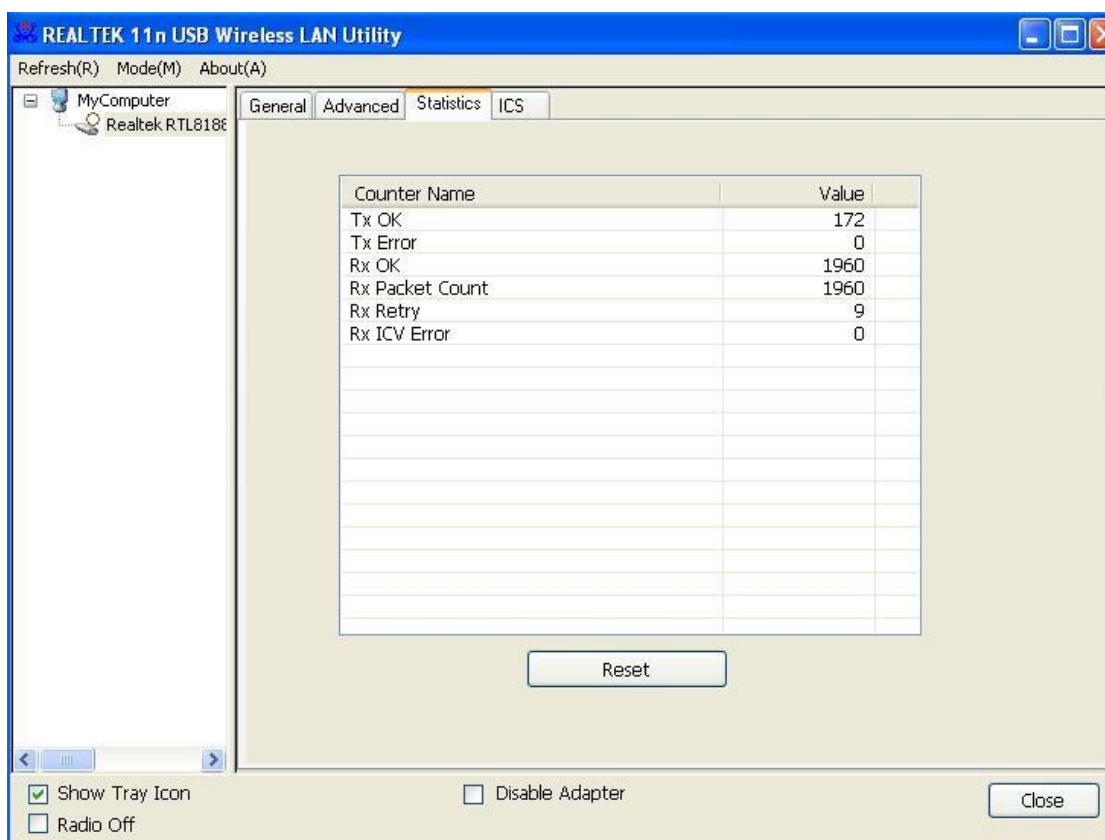 REALTEK 11n USB Wireless LAN Utility
Refresh(R) Mode(M) About(A)
MyComputer
Realtek RTL8188
General Advanced Statistics ICS
Counter Name Value
Tx OK 172
Tx Error 0
Rx OK 1960
Rx Packet Count 1960
Rx Retry 9
Rx ICV Error 0
Reset
Show Tray Icon Disable Adapter Close
Radio Off